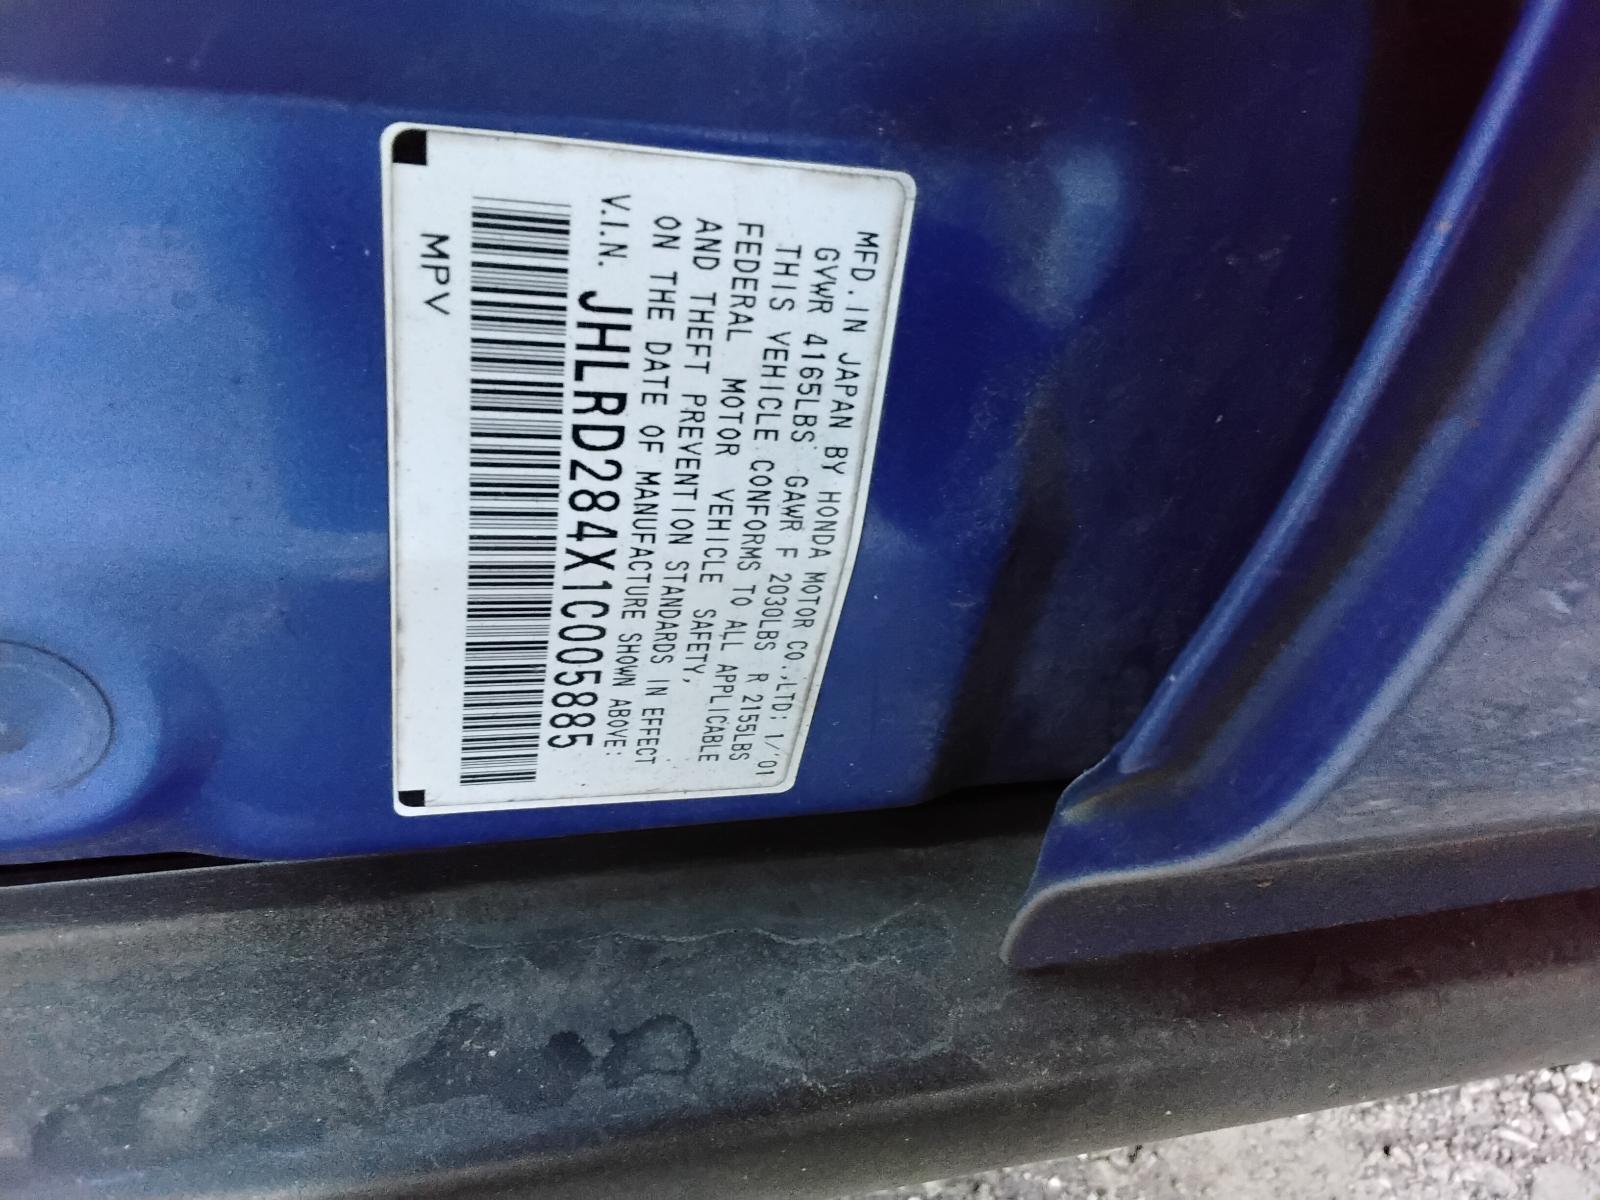 MFD. IN JAPAN BY HONDA MOTOR CO.,LTD: 1/'01
GVWR 4165LBS GAWR F 2030LBS R 2155LBS
THIS VEHICLE CONFORMS TO ALL APPLICABLE
FEDERAL MOTOR VEHICLE SAFETY,
AND THEFT PREVENTION STANDARDS IN EFFECT
ON THE DATE OF MANUFACTURE SHOWN ABOVE:
V.I.N. JHLRD284X1C005885
MPV